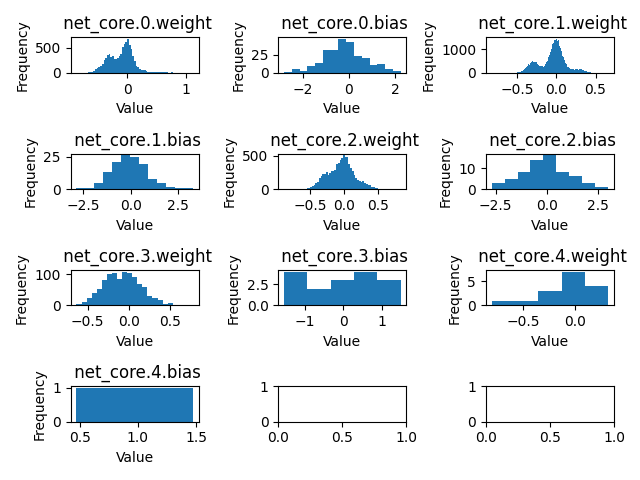 net_core.0.weight
Frequency
500
0
0
1
Value
net_core.0.bias
Frequency
25
0
−2
0
2
Value
net_core.1.weight
Frequency
1000
0
−0.5
0.0
0.5
Value
net_core.1.bias
Frequency
25
0
−2.5
0.0
2.5
Value
net_core.2.weight
Frequency
500
0
−0.5
0.0
0.5
Value
net_core.2.bias
Frequency
10
0
−2.5
0.0
2.5
Value
net_core.3.weight
Frequency
100
0
−0.5
0.0
0.5
Value
net_core.3.bias
Frequency
2.5
0.0
−1
0
1
Value
net_core.4.weight
Frequency
5
0
−0.5
0.0
Value
net_core.4.bias
Frequency
1
0
0.5
1.0
1.5
Value
1
0
0.0
0.5
1.0
1
0
0.0
0.5
1.0